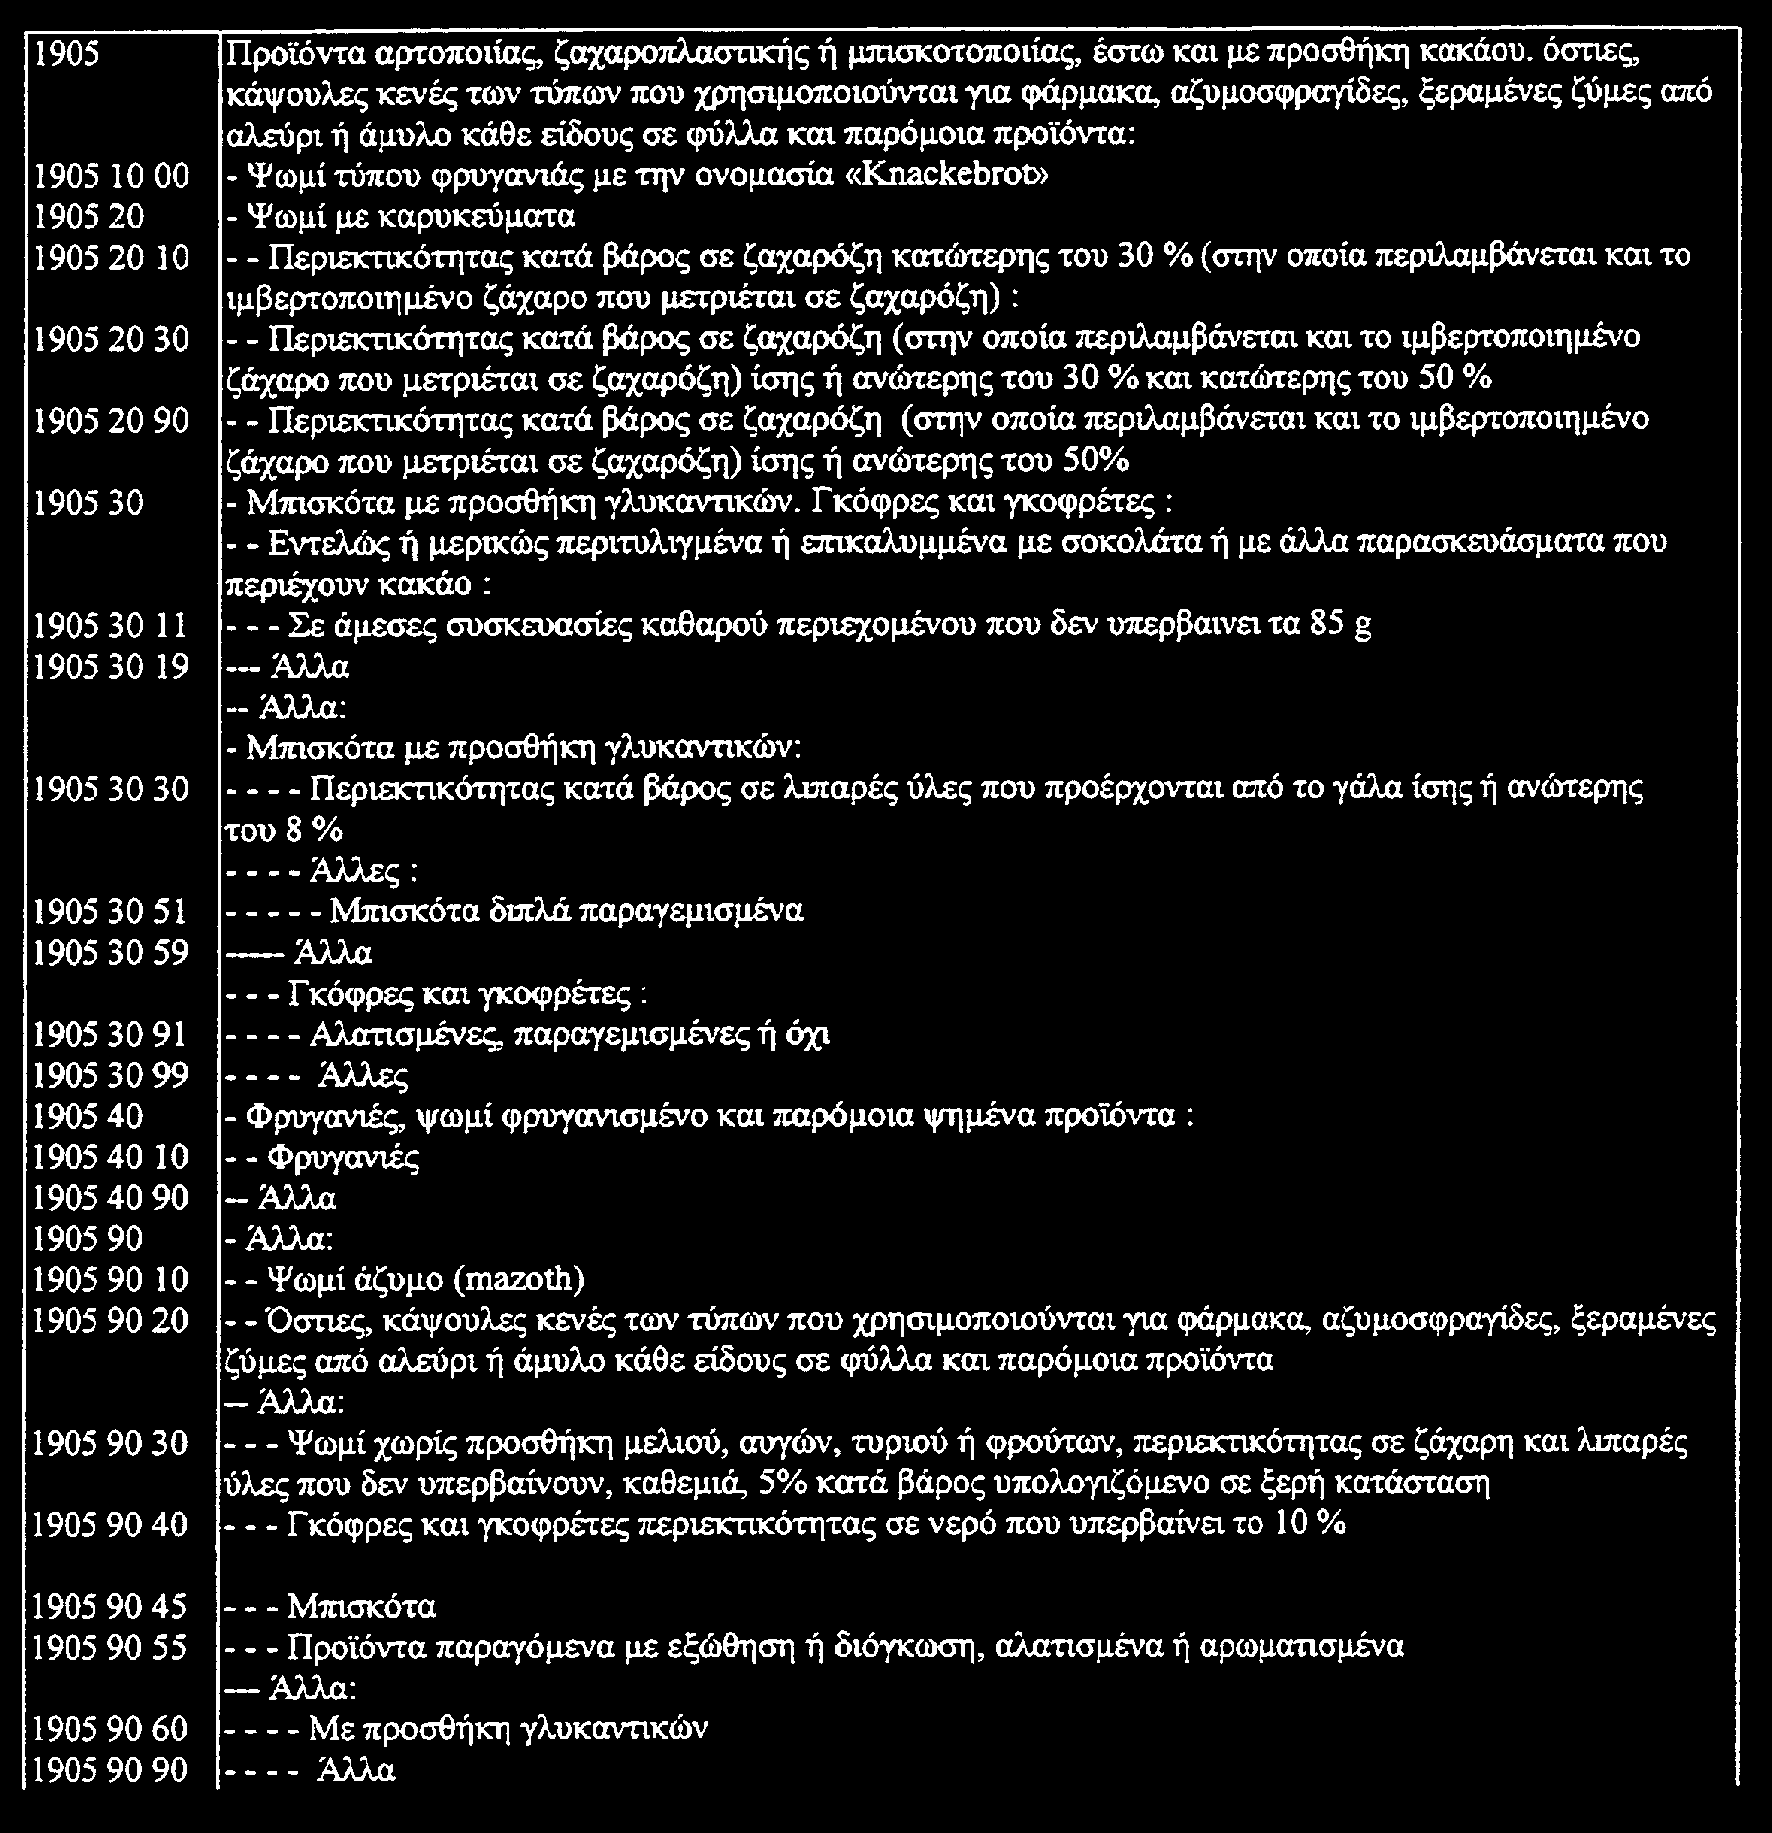 1905 Προϊόντα αρτοποιίας, ζαχαροπλαστικής ή μπισκοτοποιίας, έστω και με προσθήκη κακάου. όστιες,
κάψουλες κενές των τύπων που χρησιμοποιούνται για φάρμακα, αζυμοσφραγίδες, ξεραμένες ζύμες από
αλεύρι ή άμυλο κάθε είδους σε φύλλα και παρόμοια προϊόντα:
1905 10 00 - Ψωμί τύπου φρυγανιάς με την ονομασία «Knackebrot»
1905 20 - Ψωμί με καρυκεύματα
1905 20 10 - - Περιεκτικότητας κατά βάρος σε ζαχαρόζη κατώτερης του 30 % (στην οποία περιλαμβάνεται και το
ιμβερτοποιημένο ζάχαρο που μετριέται σε ζαχαρόζη) :
1905 20 30 - - Περιεκτικότητας κατά βάρος σε ζαχαρόζη (στην οποία περιλαμβάνεται και το ιμβερτοποιημένο
ζάχαρο που μετριέται σε ζαχαρόζη) ίσης ή ανώτερης του 30 % και κατώτερης του 50 %
1905 20 90 - - Περιεκτικότητας κατά βάρος σε ζαχαρόζη (στην οποία περιλαμβάνεται και το ιμβερτοποιημένο
ζάχαρο που μετριέται σε ζαχαρόζη) ίσης ή ανώτερης του 50%
1905 30 - Μπισκότα με προσθήκη γλυκαντικών. Γκόφρες και γκοφρέτες :
- - Εντελώς ή μερικώς περιτυλιγμένα ή επικαλυμμένα με σοκολάτα ή με άλλα παρασκευάσματα που
περιέχουν κακάο :
1905 30 11 - - - Σε άμεσες συσκευασίες καθαρού περιεχομένου που δεν υπερβαινει τα 85 g
1905 30 19 --- Άλλα
-- Άλλα:
- Μπισκότα με προσθήκη γλυκαντικών:
1905 30 30 - - - - Περιεκτικότητας κατά βάρος σε λιπαρές ύλες που προέρχονται από το γάλα ίσης ή ανώτερης
του 8 %
- - - - Άλλες :
1905 30 51 - - - - - Μπισκότα διπλά παραγεμισμένα
1905 30 59 ----- Άλλα
- - - Γκόφρες και γκοφρέτες :
1905 30 91 - - - - Αλατισμένες, παραγεμισμένες ή όχι
1905 30 99 - - - - Άλλες
1905 40 - Φρυγανιές, ψωμί φρυγανισμένο και παρόμοια ψημένα προϊόντα :
1905 40 10 - - Φρυγανιές
1905 40 90 -- Άλλα
1905 90 - Άλλα:
1905 90 10 - - Ψωμί άζυμο (mazoth)
1905 90 20 - - Όστιες, κάψουλες κενές των τύπων που χρησιμοποιούνται για φάρμακα, αζυμοσφραγίδες, ξεραμένες
ζύμες από αλεύρι ή άμυλο κάθε είδους σε φύλλα και παρόμοια προϊόντα
-- Άλλα:
1905 90 30 - - - Ψωμί χωρίς προσθήκη μελιού, αυγών, τυριού ή φρούτων, περιεκτικότητας σε ζάχαρη και λιπαρές
ύλες που δεν υπερβαίνουν, καθεμιά, 5% κατά βάρος υπολογιζόμενο σε ξερή κατάσταση
1905 90 40 - - - Γκόφρες και γκοφρέτες περιεκτικότητας σε νερό που υπερβαίνει το 10 %
1905 90 45 - - - Μπισκότα
1905 90 55 - - - Προϊόντα παραγόμενα με εξώθηση ή διόγκωση, αλατισμένα ή αρωματισμένα
--- Άλλα:
1905 90 60 - - - - Με προσθήκη γλυκαντικών
1905 90 90 - - - - Άλλα